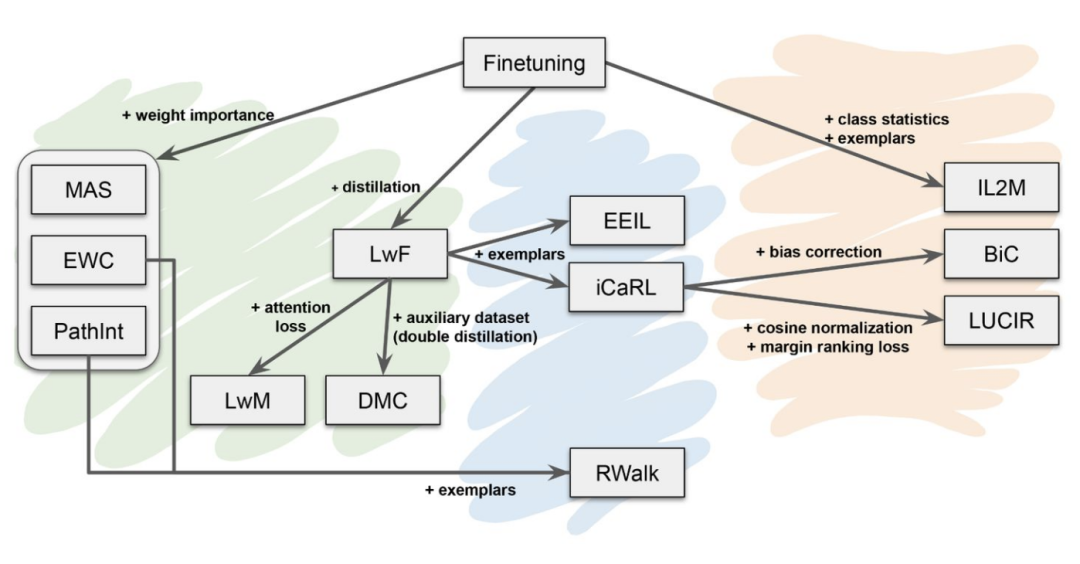 Finetuning
+ weight importance
+ class statistics
+ exemplars
MAS
+ distillation
IL2M
EEIL
EWC
LwF
+ exemplars
+ bias correction
BiC
iCaRL
+ attention
loss
+ auxiliary dataset
(double distillation)
PathInt
+ cosine normalization
+ margin ranking loss
LUCIR
LwM
DMC
RWalk
+ exemplars